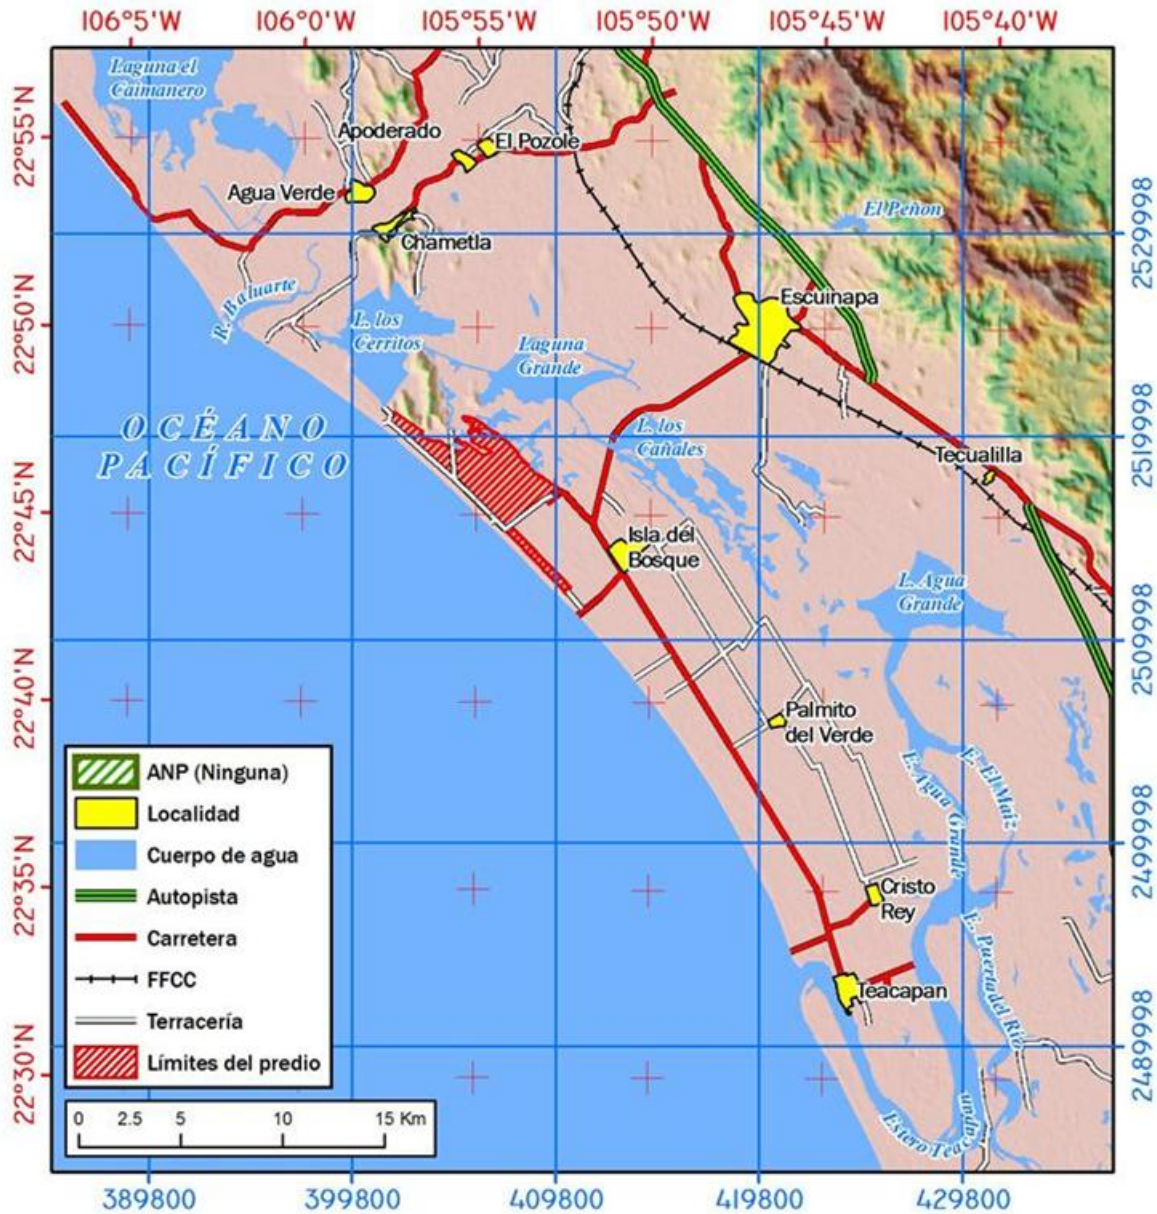 106°5'W 106°0'W 105°55'W 105°50'W 105°45'W 105°40'W
Laguna el
Caimanero
Apoderado
El Pozole
Agua Verde
Chametla
El Peñon
R. Baluarte
Escuinapa
L. los
Cerritos
Laguna
Grande
OCÉANO
PACÍFICO
L. los
Cañales
Tecualilla
Isla del
Bosque
L. Agua
Grande
Palmito
del Verde
E. Agua Grande
E. El Maiz
Cristo
Rey
E. Puerta del Río
Teacapan
Estero Teacapan
22°55'N
22°50'N
22°45'N
22°40'N
22°35'N
22°30'N
2529998
2519998
2509998
2499998
2489998
ANP (Ninguna)
Localidad
Cuerpo de agua
Autopista
Carretera
FFCC
Terracería
Límites del predio
0 2.5 5 10 15 Km
389800 399800 409800 419800 429800